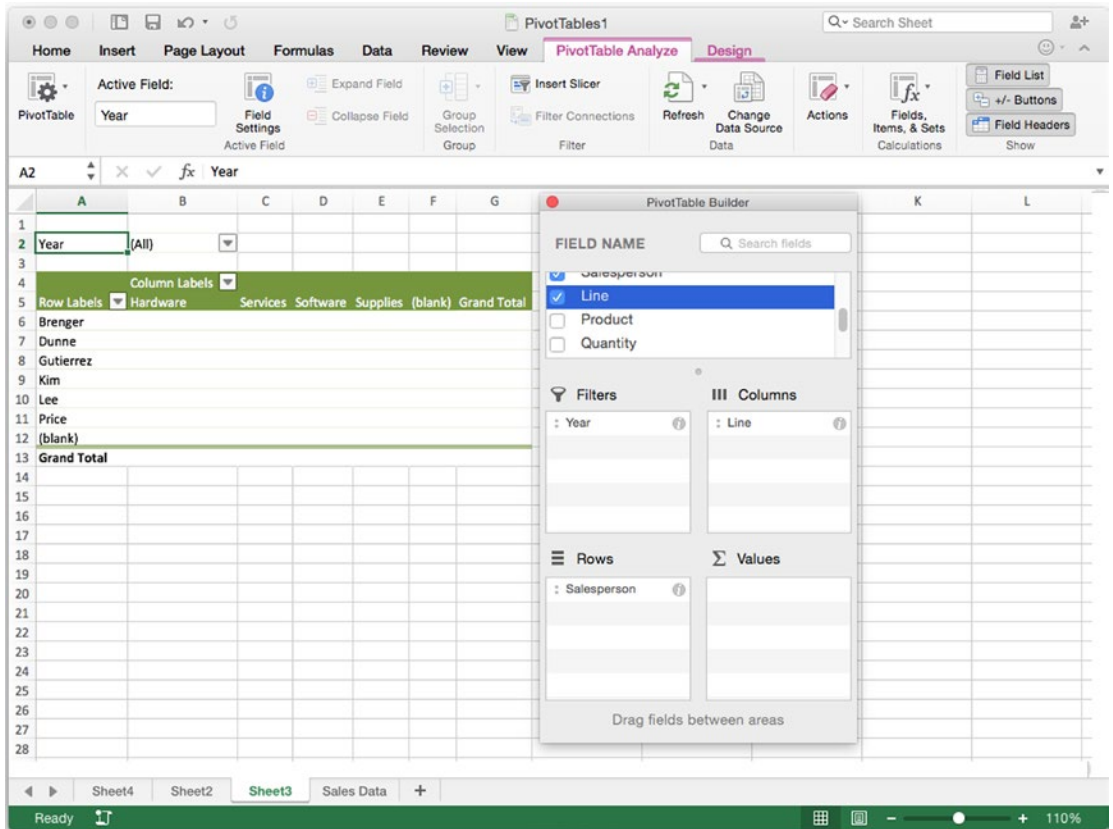 PivotTables1
Search Sheet
Home Insert Page Layout Formulas Data Review View PivotTable Analyze Design
PivotTable
Active Field:
Year
Field Settings
Expand Field
Collapse Field
Active Field
Group Selection
Group
Insert Slicer
Filter Connections
Filter
Refresh
Change Data Source
Data
Actions
Fields, Items, & Sets
Calculations
Field List
+/- Buttons
Field Headers
Show
A2 fx Year
A B C D E F G K L
1
2 Year (All)
3
4 Column Labels
5 Row Labels Hardware Services Software Supplies (blank) Grand Total
6 Brenger
7 Dunne
8 Gutierrez
9 Kim
10 Lee
11 Price
12 (blank)
13 Grand Total
14
15
16
17
18
19
20
21
22
23
24
25
26
27
28
PivotTable Builder
FIELD NAME Search fields
Salesperson
Line
Product
Quantity
Filters
Year
Columns
Line
Rows
Salesperson
Σ Values
Drag fields between areas
Sheet4 Sheet2 Sheet3 Sales Data +
Ready − + 110%